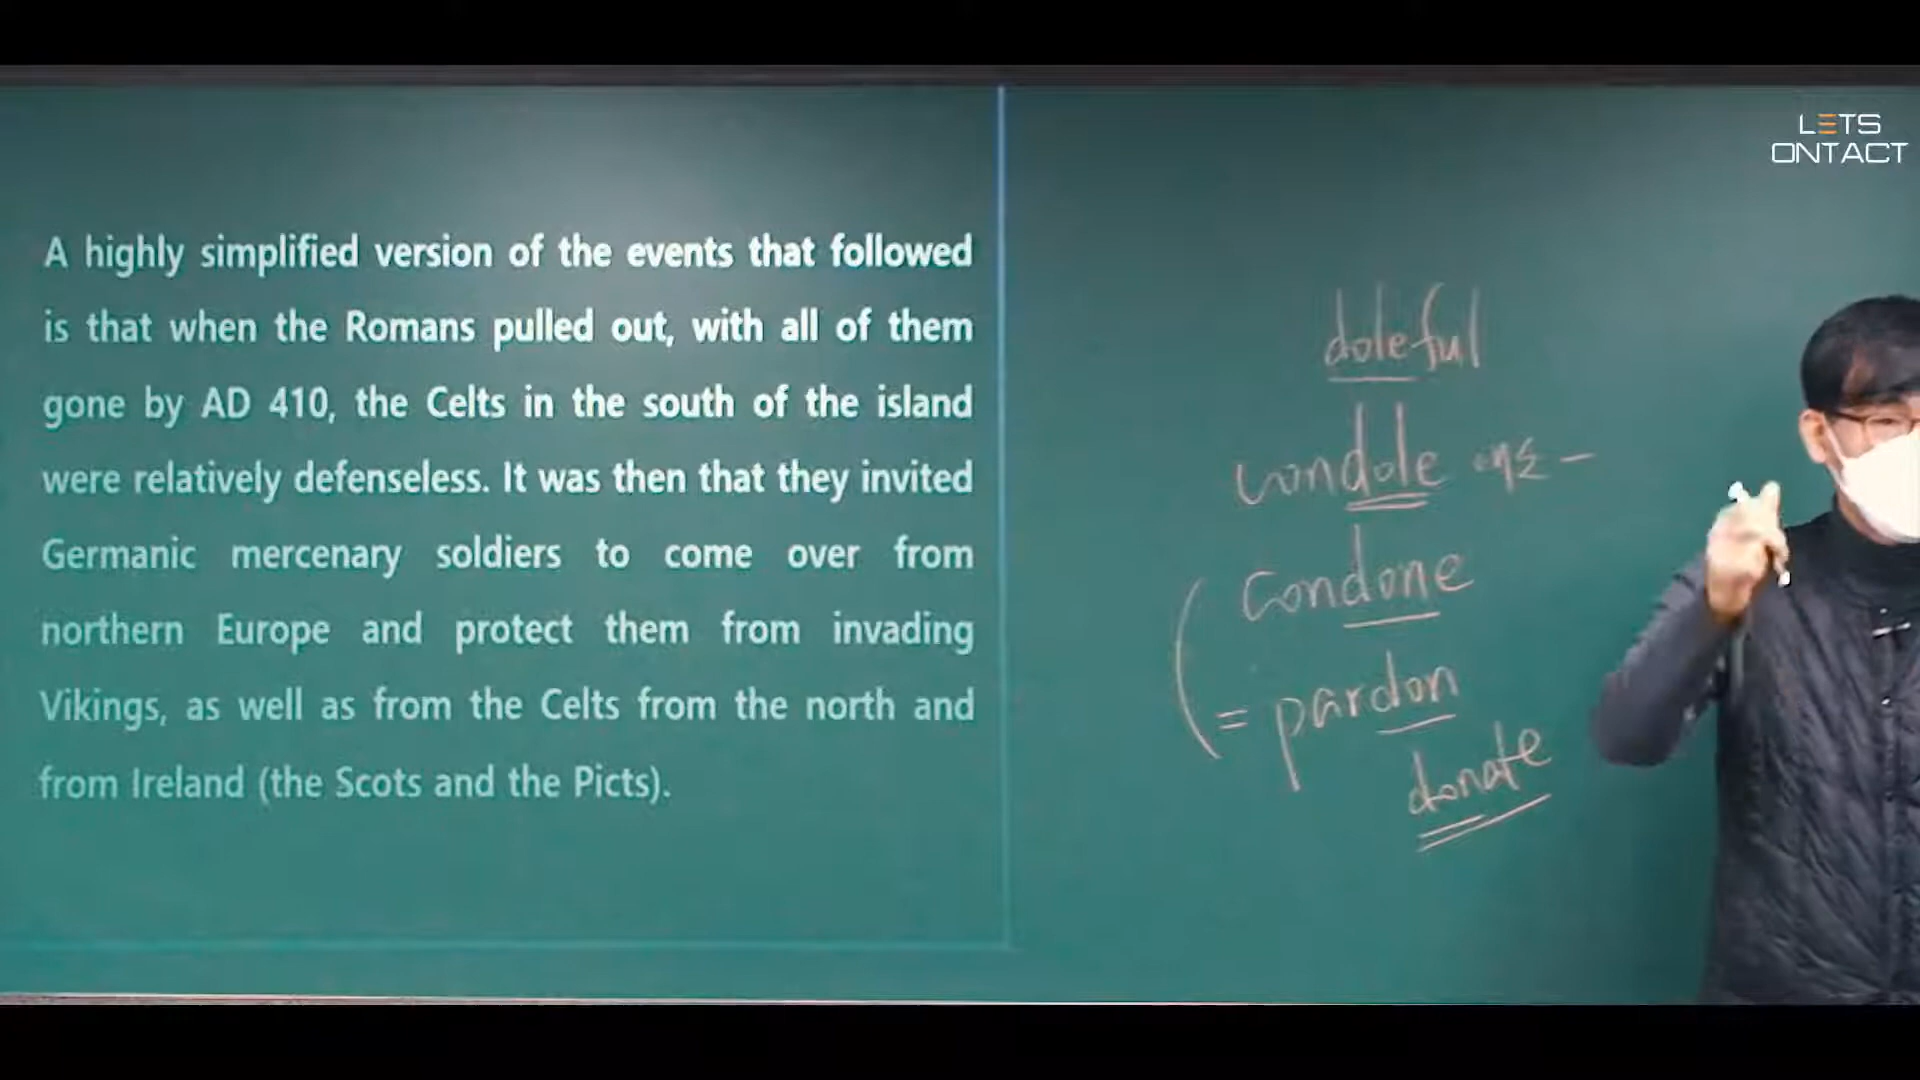 A highly simplified version of the events that followed
is that when the Romans pulled out, with all of them
gone by AD 410, the Celts in the south of the island
were relatively defenseless. It was then that they invited
Germanic mercenary soldiers to come over from
northern Europe and protect them from invading
Vikings, as well as from the Celts from the north and
from Ireland (the Scots and the Picts).
LETS
ONTACT
doleful
condole
( condone
= pardon
donate